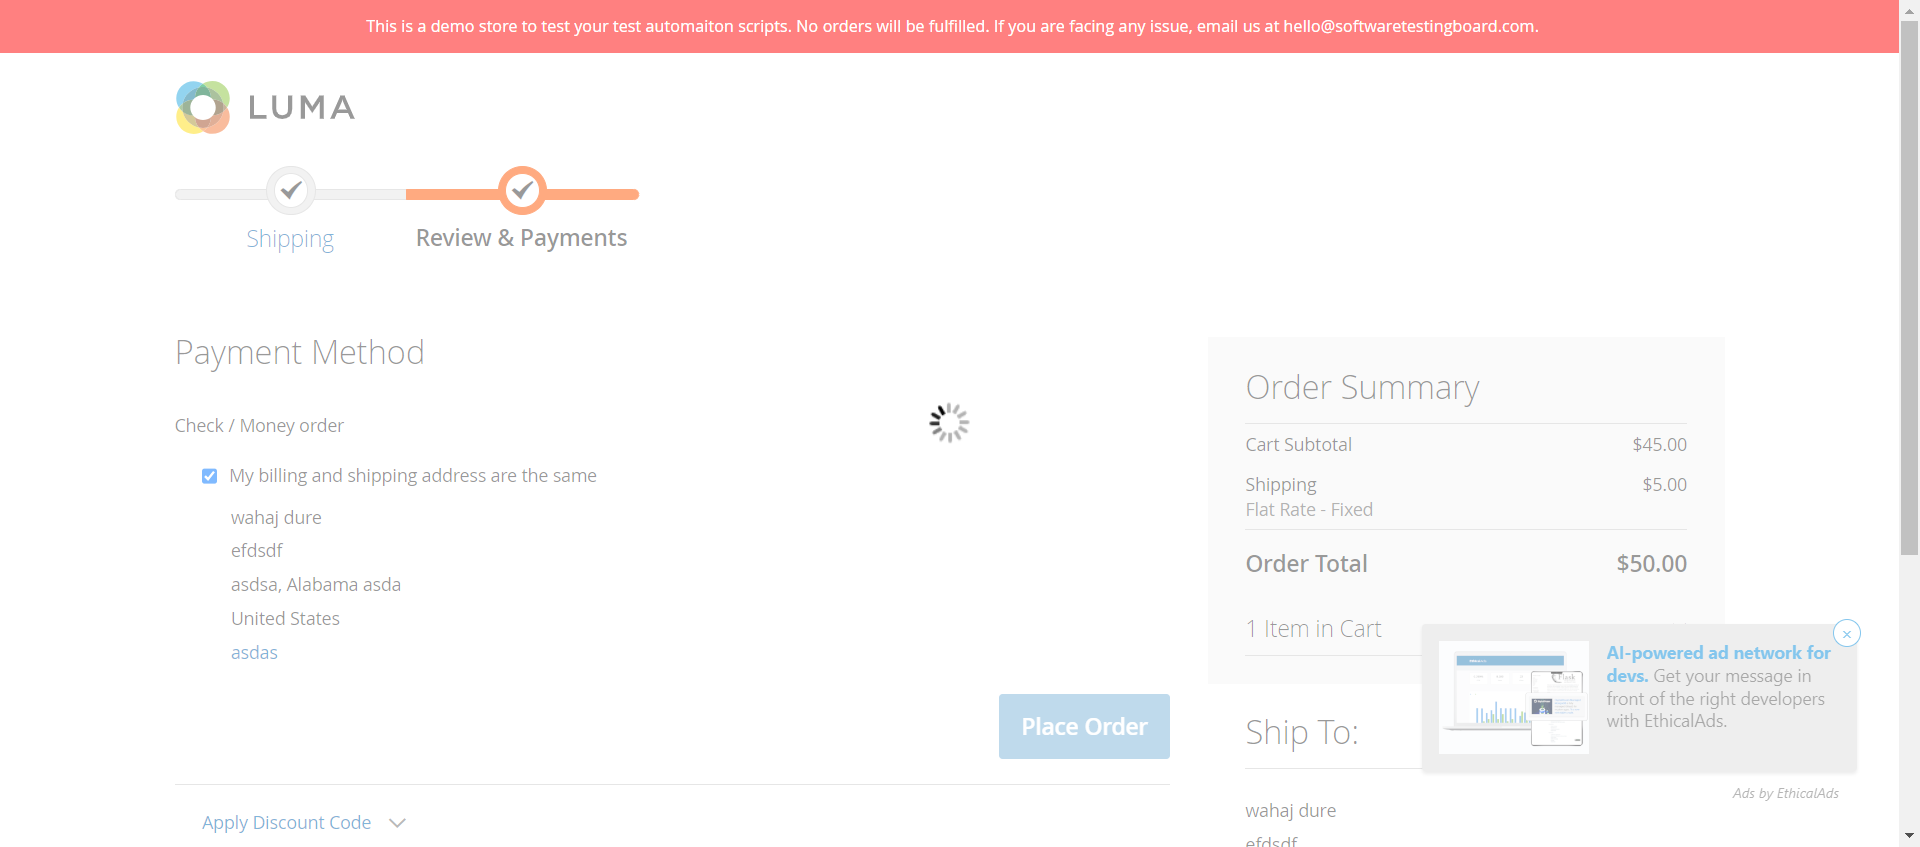 This is a demo store to test your test automaiton scripts. No orders will be fulfilled. If you are facing any issue, email us at hello@softwaretestingboard.com.
LUMA
Shipping
Review & Payments
Payment Method
Check / Money order
My billing and shipping address are the same
wahaj dure
efdsdf
asdsa, Alabama asda
United States
asdas
Place Order
Apply Discount Code
Order Summary
Cart Subtotal $45.00
Shipping $5.00
Flat Rate - Fixed
Order Total $50.00
1 Item in Cart
Ship To:
wahaj dure
efdsdf
AI-powered ad network for
devs. Get your message in
front of the right developers
with EthicalAds.
Ads by EthicalAds